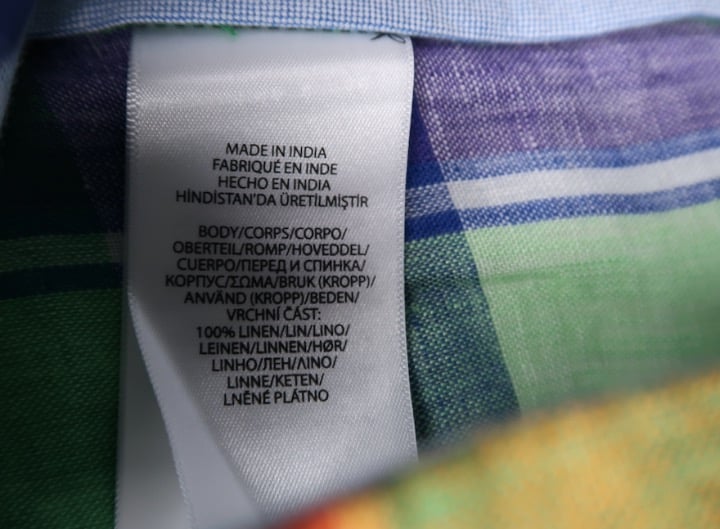 MADE IN INDIA
FABRIQUÉ EN INDE
HECHO EN INDIA
HİNDİSTAN'DA ÜRETİLMİŞTİR
BODY/CORPS/CORPO/
OBERTEIL/ROMP/HOVEDDEL/
CUERPO/ПЕРЕД И СПИНКА/
КОРПУС/ΣΩΜΑ/BRUK (KROPP)/
ANVÄND (KROPP)/BEDEN/
VRCHNÍ ČÁST:
100% LINEN/LIN/LINO/
LEINEN/LINNEN/HØR/
LINHO/ЛЕН/ΛΙΝΟ/
LINNE/KETEN/
LNĚNÉ PLÁTNO